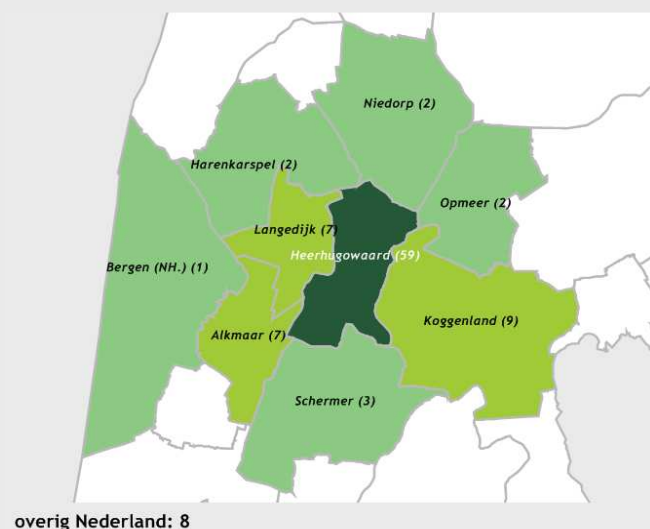 Niedorp (2)
Harenkarspel (2)
Opmeer (2)
Langedijk (7)
Heerhugowaard (59)
Bergen (NH.) (1)
Koggenland (9)
Alkmaar (7)
Schermer (3)
overig Nederland: 8